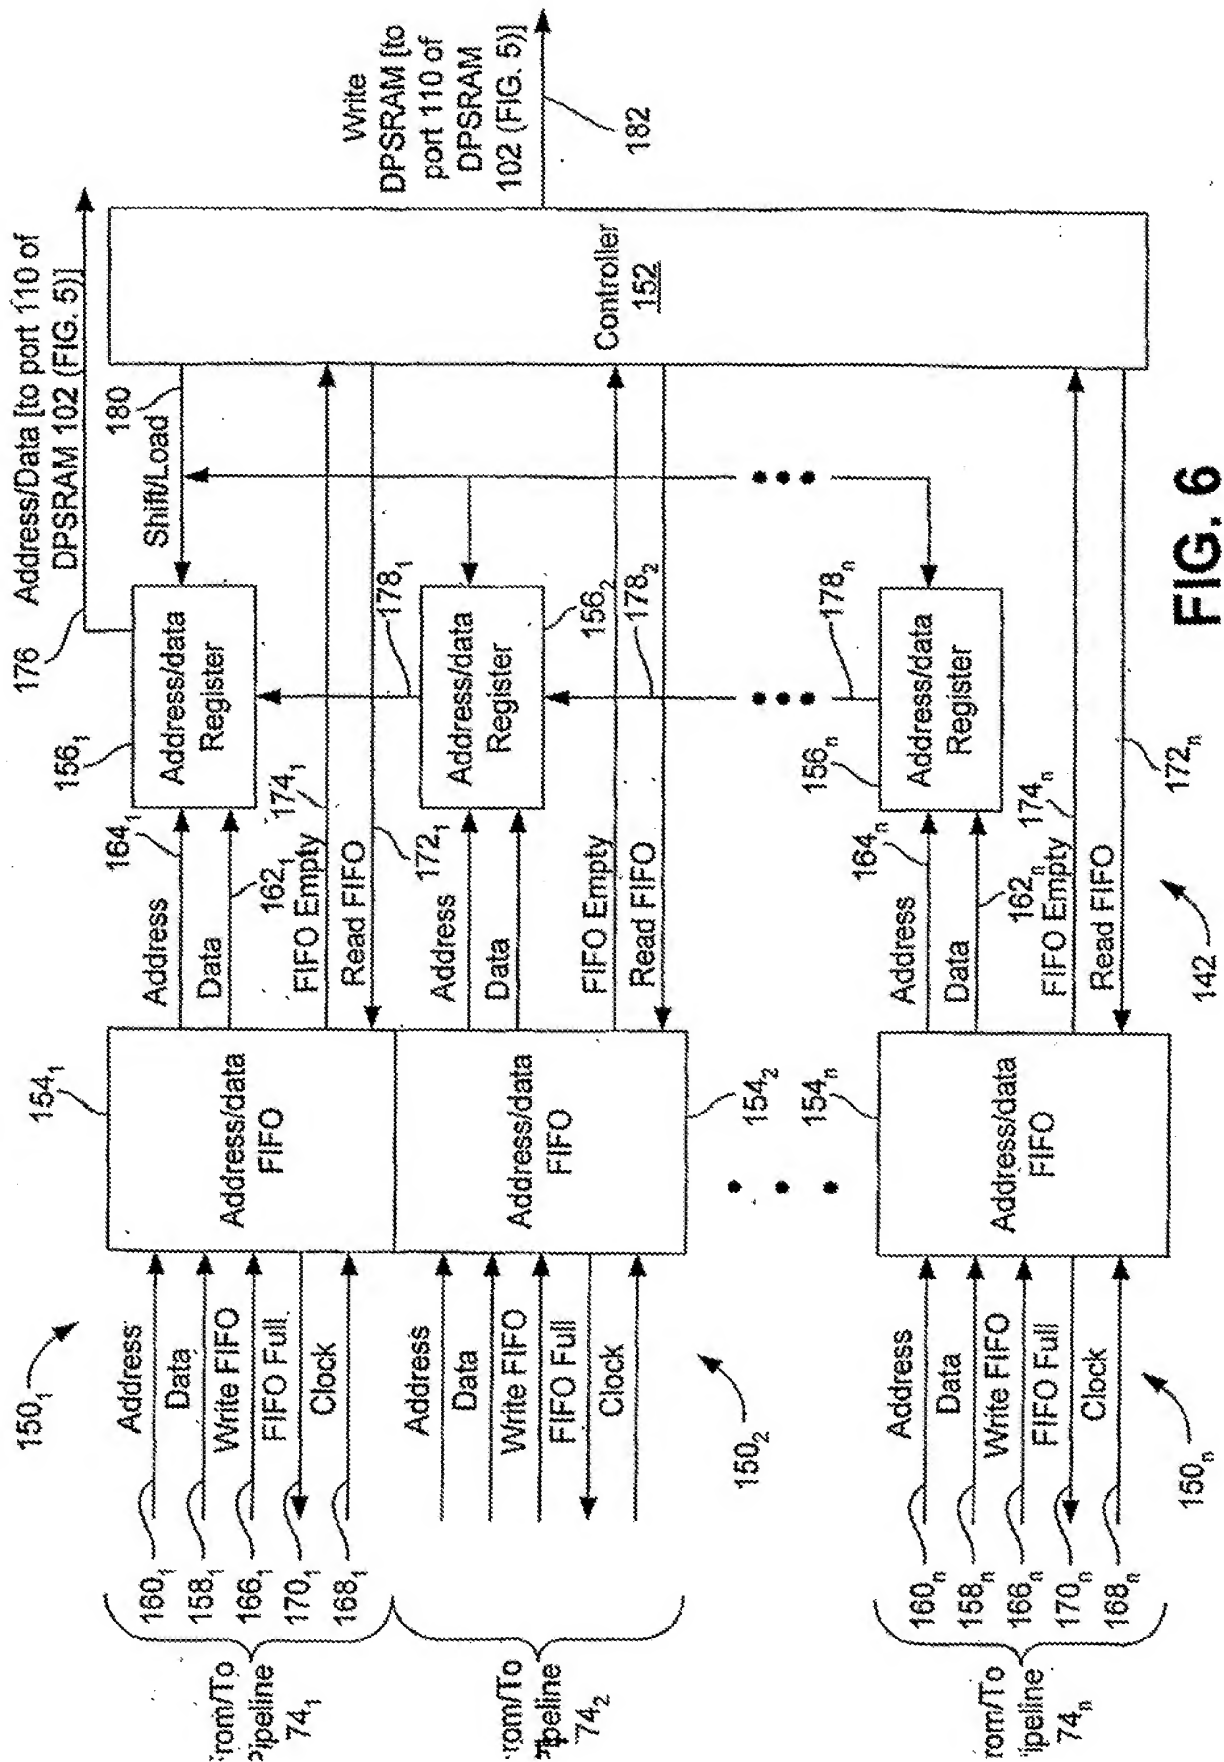 176
Address/Data [to port 110 of
DPSRAM 102 (FIG. 5)]
Write
DPSRAM [to
port 110 of
DPSRAM
102 (FIG. 5)]
182
Controller
152
180
Shift/Load
156₁
Address/data
Register
164₁
Address
Data
162₁
174₁
FIFO Empty
Read FIFO
172₁
178₁
154₁
Address/data
FIFO
150₁
Address
Data
Write FIFO
FIFO Full
Clock
160₁
158₁
166₁
170₁
168₁
rom/To
Pipeline
74₁
Address/data
Register
156₂
178₂
Address
Data
FIFO Empty
Read FIFO
Address/data
FIFO
154₂
Address
Data
Write FIFO
FIFO Full
Clock
150₂
rom/To
Pipeline
74₂
156ₙ
Address/data
Register
178ₙ
164ₙ
Address
Data
162ₙ
174ₙ
FIFO Empty
Read FIFO
172ₙ
154ₙ
Address/data
FIFO
Address
Data
Write FIFO
FIFO Full
Clock
150ₙ
160ₙ
158ₙ
166ₙ
170ₙ
168ₙ
rom/To
ipeline
74ₙ
142
FIG. 6